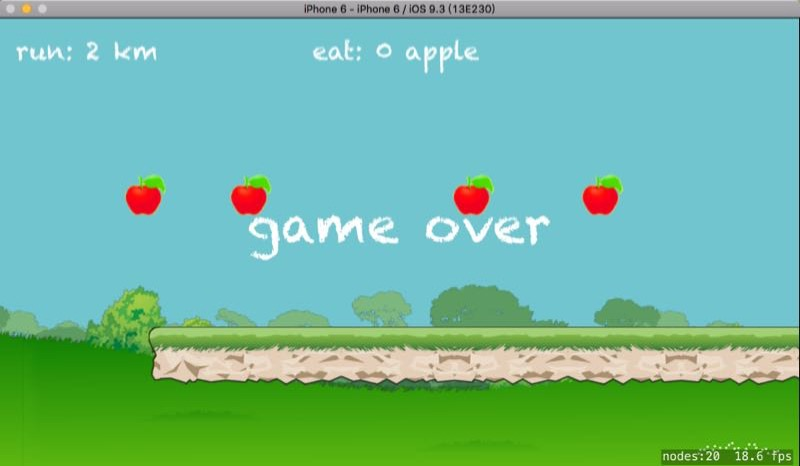 iPhone 6 - iPhone 6 / iOS 9.3 (13E230)
run: 2 km eat: 0 apple
game over
nodes:20 18.6 fps